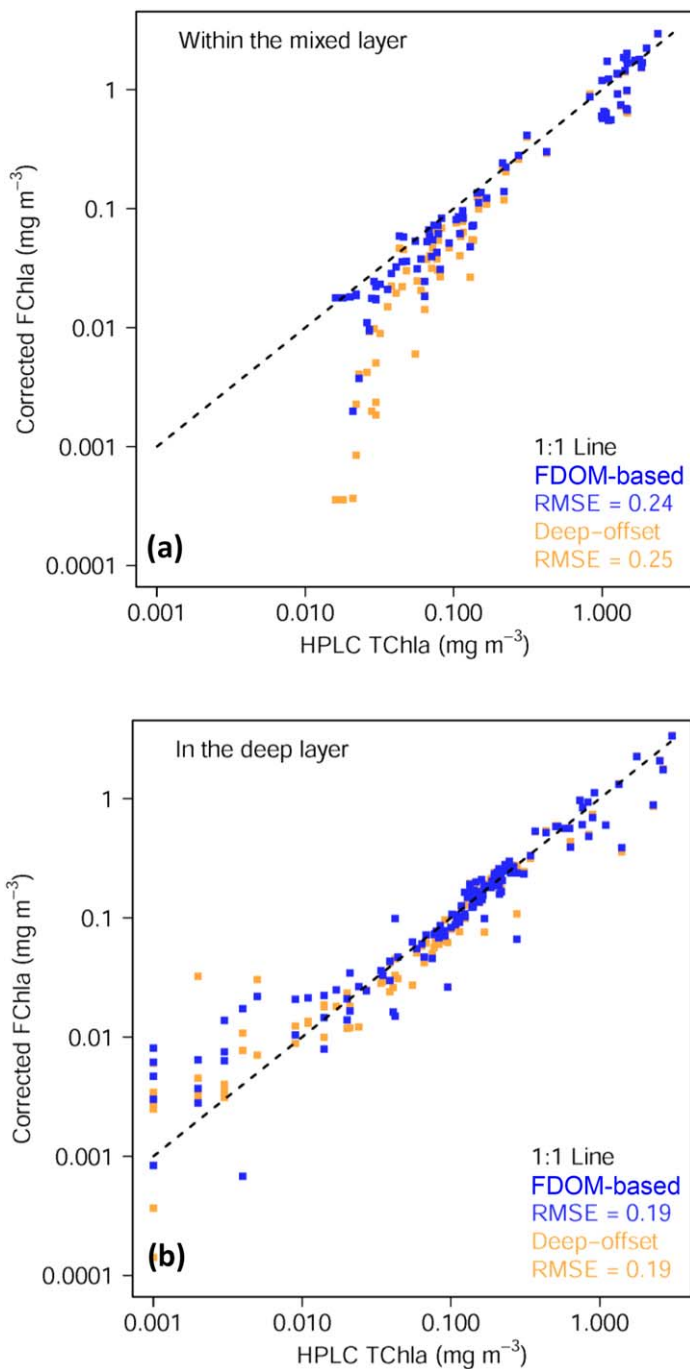 Within the mixed layer
1
0.1
0.01
0.001
0.0001
Corrected FChla (mg m⁻³)
1:1 Line
FDOM-based
RMSE = 0.24
Deep-offset
RMSE = 0.25
(a)
0.001 0.010 0.100 1.000
HPLC TChla (mg m⁻³)
In the deep layer
1
0.1
0.01
0.001
0.0001
Corrected FChla (mg m⁻³)
1:1 Line
FDOM-based
RMSE = 0.19
Deep-offset
RMSE = 0.19
(b)
0.001 0.010 0.100 1.000
HPLC TChla (mg m⁻³)